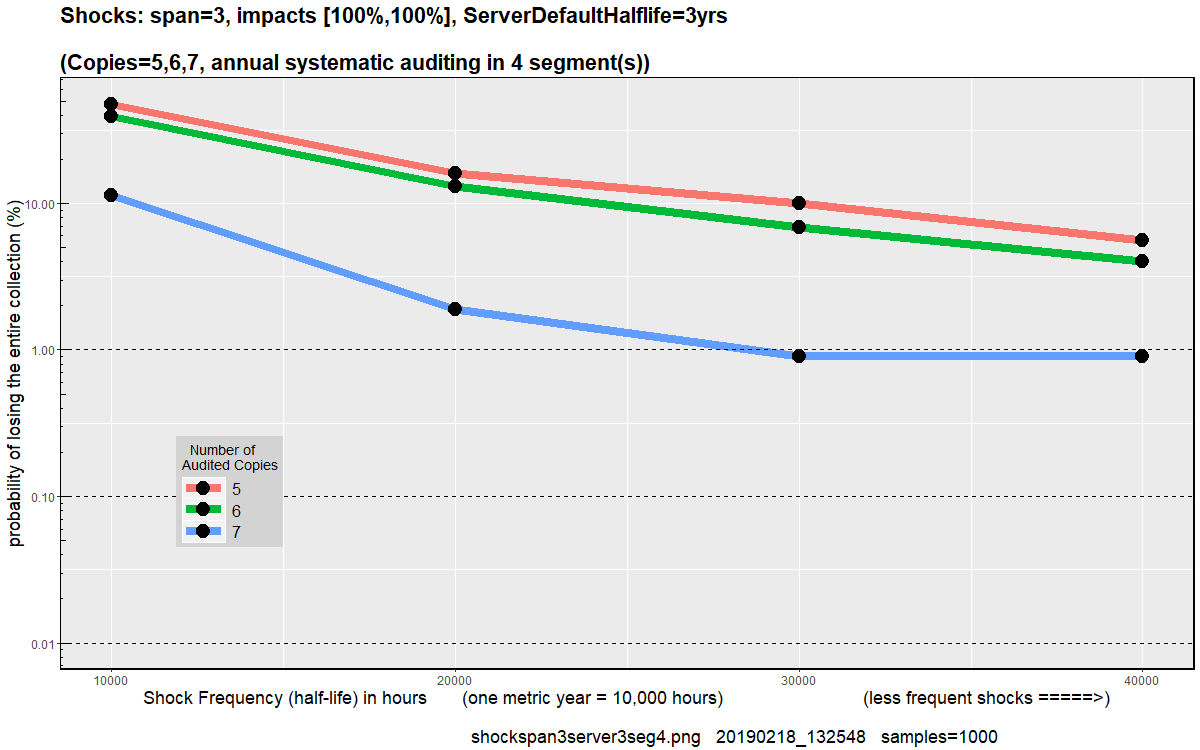 Shocks: span=3, impacts [100%,100%], ServerDefaultHalflife=3yrs
(Copies=5,6,7, annual systematic auditing in 4 segment(s))
probability of losing the entire collection (%)
10.00
1.00
0.10
0.01
Number of
Audited Copies
5
6
7
10000 20000 30000 40000
Shock Frequency (half-life) in hours (one metric year = 10,000 hours) (less frequent shocks =====>)
shockspan3server3seg4.png 20190218_132548 samples=1000